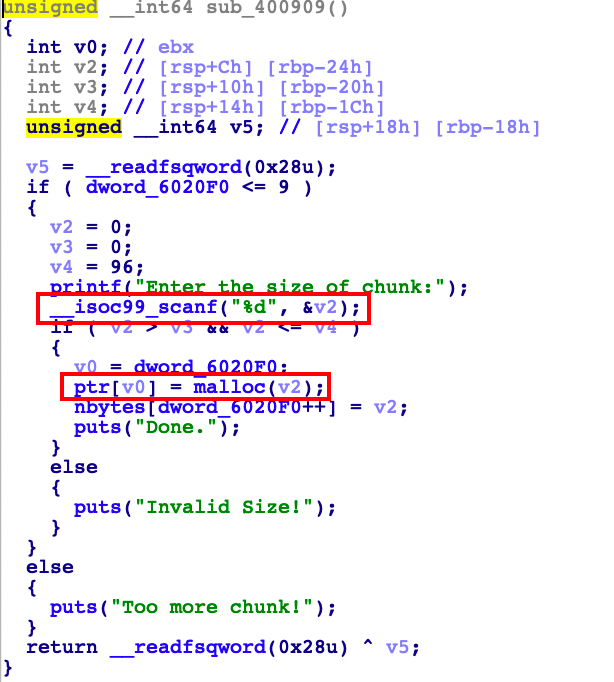 unsigned __int64 sub_400909()
{
  int v0; // ebx
  int v2; // [rsp+Ch] [rbp-24h]
  int v3; // [rsp+10h] [rbp-20h]
  int v4; // [rsp+14h] [rbp-1Ch]
  unsigned __int64 v5; // [rsp+18h] [rbp-18h]
  v5 = __readfsqword(0x28u);
  if ( dword_6020F0 <= 9 )
  {
    v2 = 0;
    v3 = 0;
    v4 = 96;
    printf("Enter the size of chunk:");
    __isoc99_scanf("%d", &v2);
    if ( v2 > v3 && v2 <= v4 )
    {
      v0 = dword_6020F0;
      ptr[v0] = malloc(v2);
      nbytes[dword_6020F0++] = v2;
      puts("Done.");
    }
    else
    {
      puts("Invalid Size!");
    }
  }
  else
  {
    puts("Too more chunk!");
  }
  return __readfsqword(0x28u) ^ v5;
}